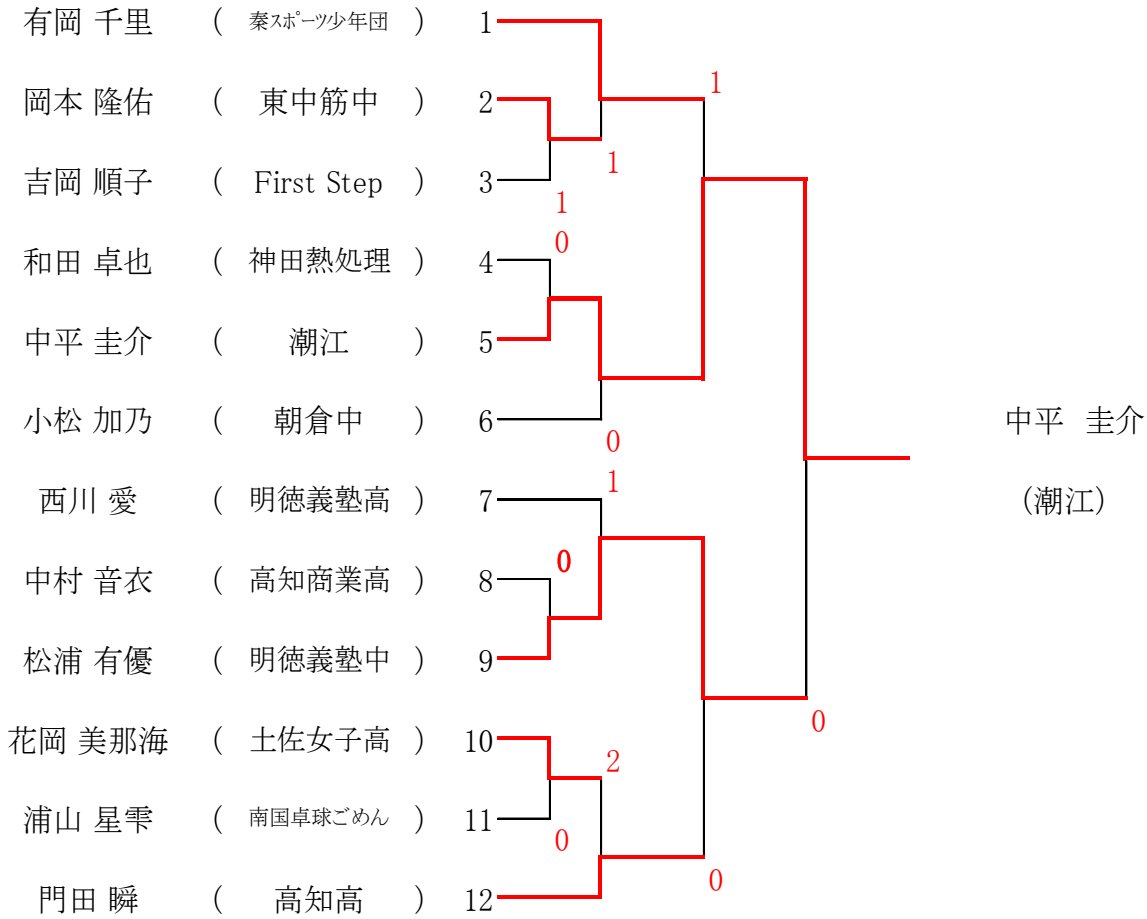 有岡 千里 ( 秦スポーツ少年団 ) 1
1
岡本 隆佑 ( 東中筋中 ) 2
1
吉岡 順子 ( First Step ) 3
1
0
和田 卓也 ( 神田熱処理 ) 4
中平 圭介 ( 潮江 ) 5
小松 加乃 ( 朝倉中 ) 6
中平 圭介
0
1
西川 愛 ( 明徳義塾高 ) 7
(潮江)
0
中村 音衣 ( 高知商業高 ) 8
松浦 有優 ( 明徳義塾中 ) 9
0
花岡 美那海 ( 土佐女子高 ) 10
2
浦山 星雫 ( 南国卓球ごめん ) 11
0
0
門田 瞬 ( 高知高 ) 12